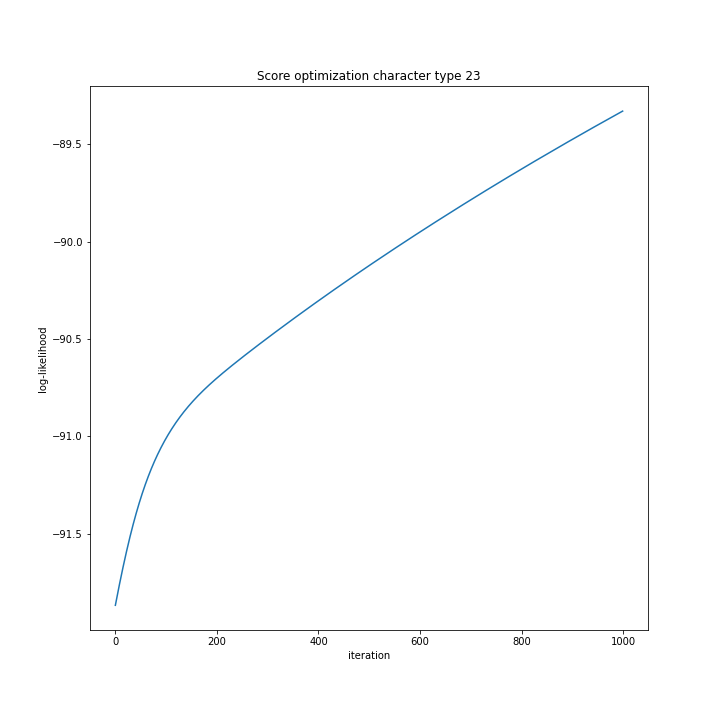 Score optimization character type 23
log-likelihood
−89.5
−90.0
−90.5
−91.0
−91.5
0 200 400 600 800 1000
iteration